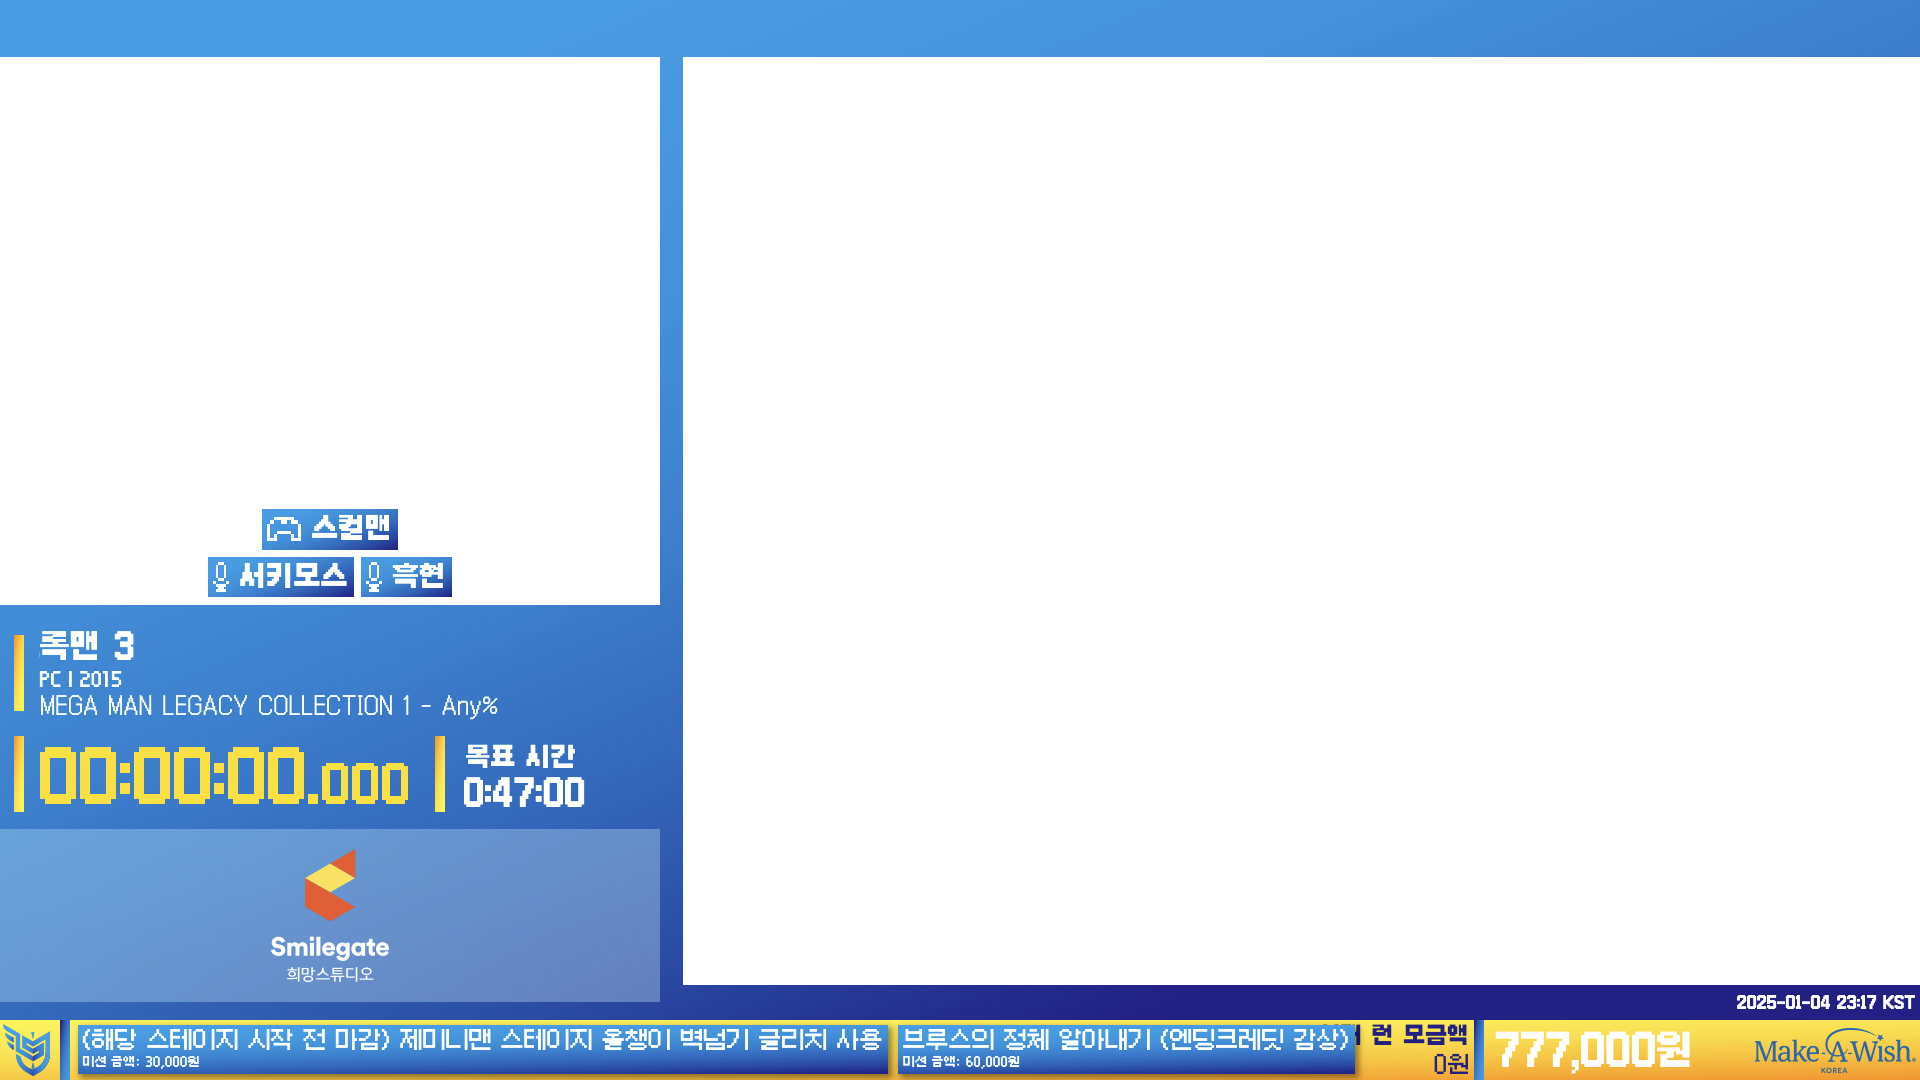 스컬맨
서키모스 흑현
록맨 3
PC | 2015
MEGA MAN LEGACY COLLECTION 1 - Any%
00:00:00.000
목표 시간
0:47:00
Smilegate
희망스튜디오
2025-01-04 23:17 KST
(해당 스테이지 시작 전 마감) 제미니맨 스테이지 올챙이 벽넘기 글리치 사용
미션 금액: 30,000원
브루스의 정체 알아내기 (엔딩크레딧 감상)
미션 금액: 60,000원
런 모금액
0원
777,000원
Make-A-Wish.
KOREA